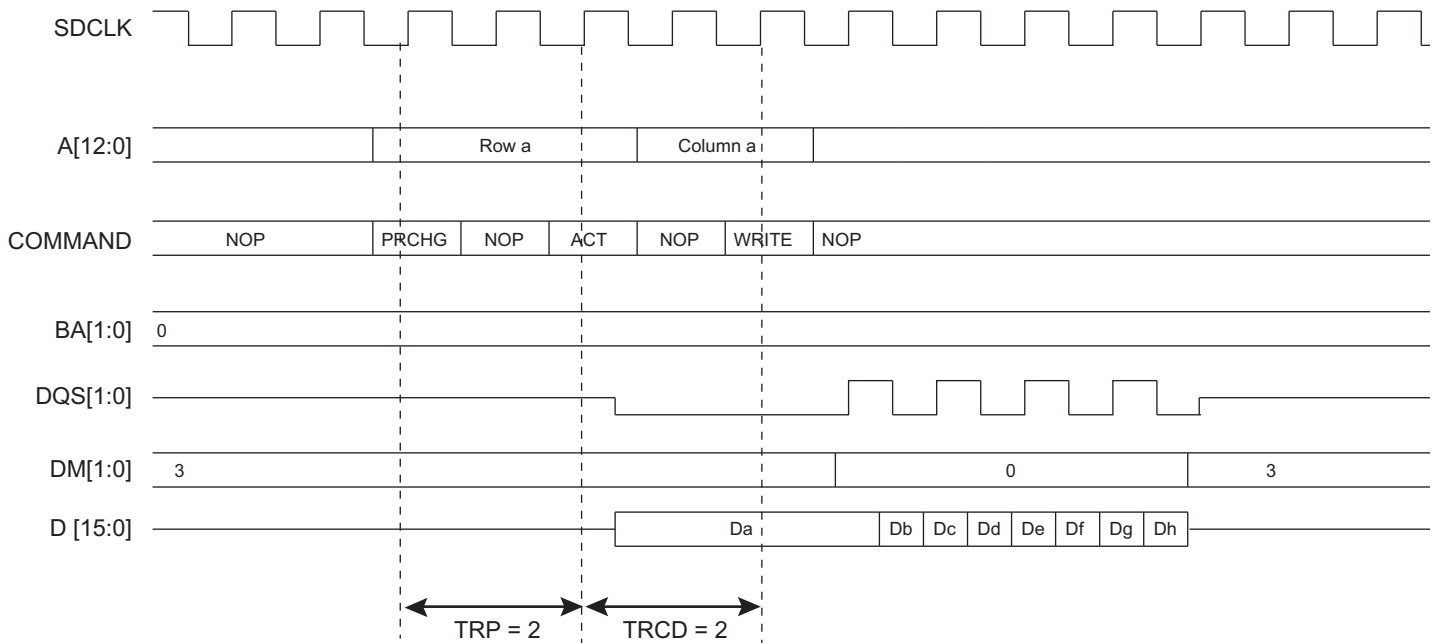 SDCLK
A[12:0] Row a Column a
COMMAND NOP PRCHG NOP ACT NOP WRITE NOP
BA[1:0] 0
DQS[1:0]
DM[1:0] 3 0 3
D [15:0] Da Db Dc Dd De Df Dg Dh
TRP = 2 TRCD = 2